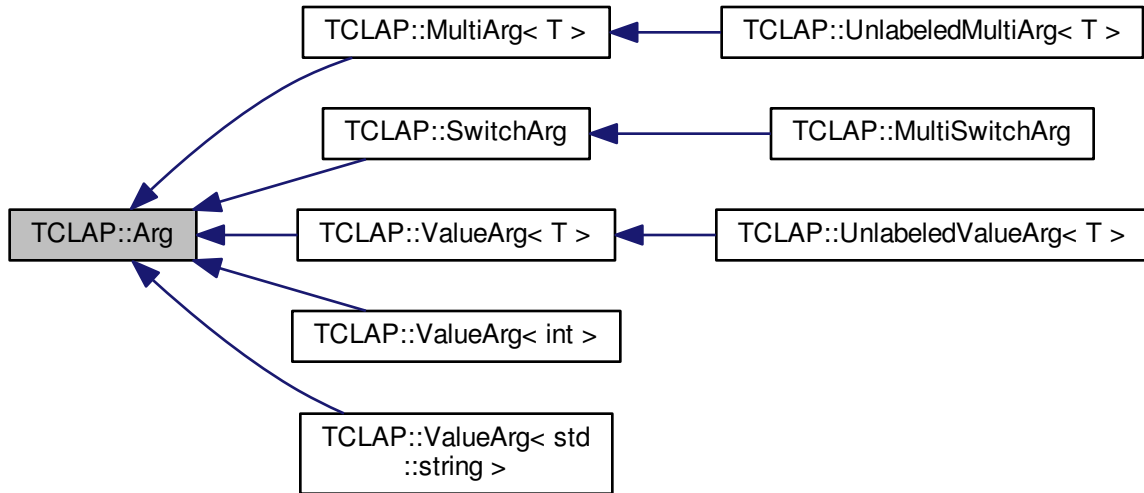 TCLAP::MultiArg< T >
TCLAP::UnlabeledMultiArg< T >
TCLAP::SwitchArg
TCLAP::MultiSwitchArg
TCLAP::Arg
TCLAP::ValueArg< T >
TCLAP::UnlabeledValueArg< T >
TCLAP::ValueArg< int >
TCLAP::ValueArg< std
::string >